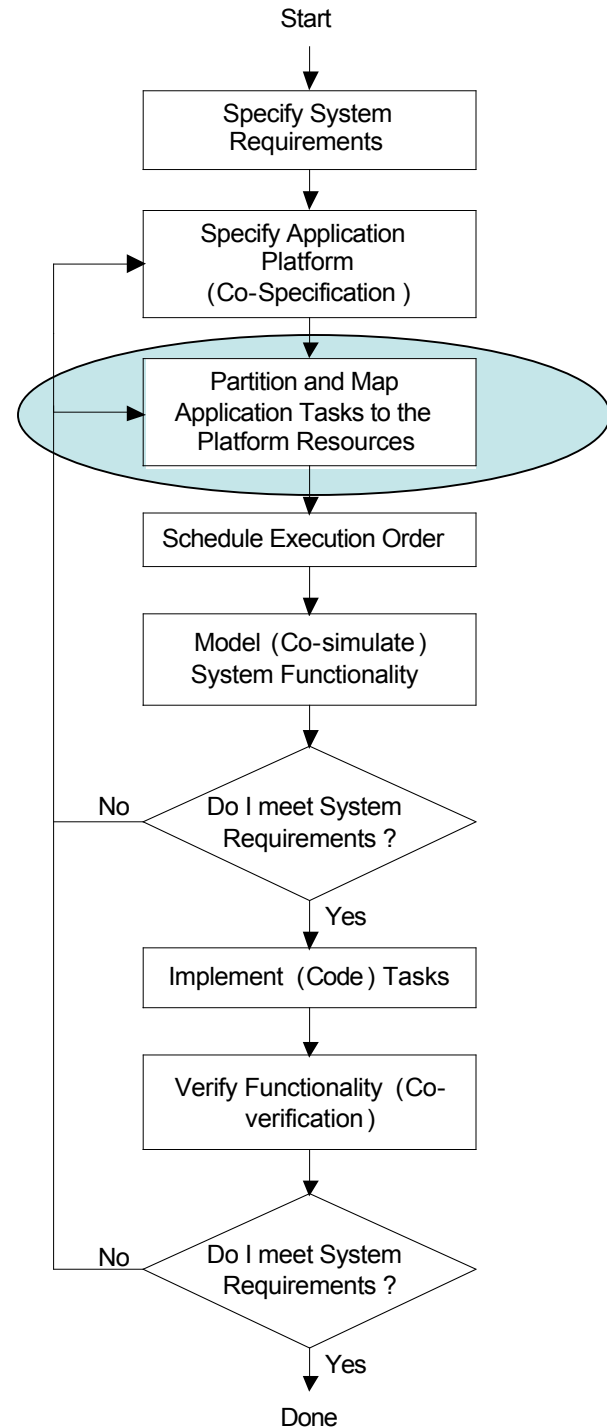 Start
Specify System
Requirements
Specify Application
Platform
(Co-Specification )
Partition and Map
Application Tasks to the
Platform Resources
Schedule Execution Order
Model (Co-simulate)
System Functionality
No
Do I meet System
Requirements ?
Yes
Implement (Code) Tasks
Verify Functionality (Co-
verification)
No
Do I meet System
Requirements ?
Yes
Done